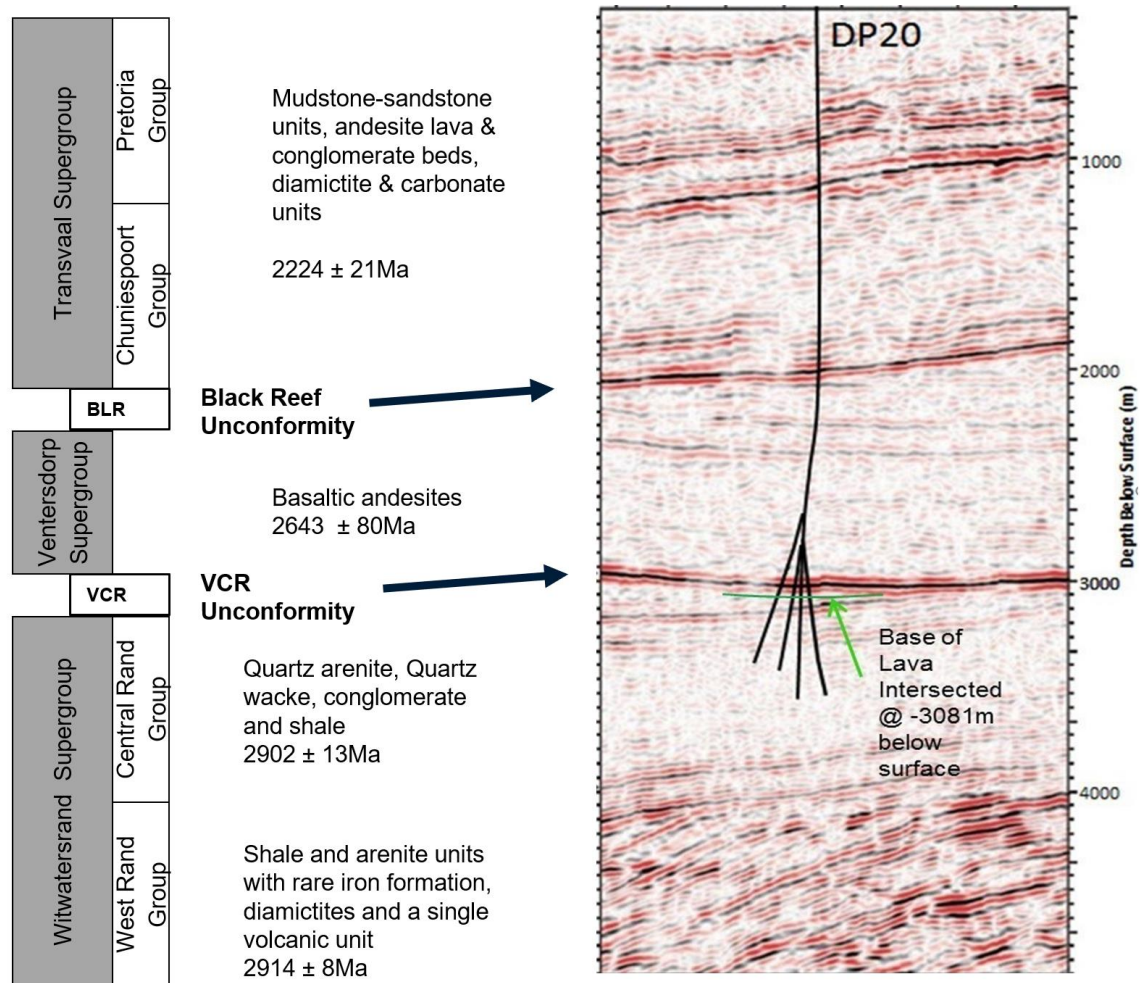 Transvaal Supergroup
Pretoria
Group
Chuniespoort
Group
Mudstone-sandstone
units, andesite lava &
conglomerate beds,
diamictite & carbonate
units
2224 ± 21Ma
BLR
Black Reef
Unconformity
Ventersdorp
Supergroup
Basaltic andesites
2643 ± 80Ma
VCR
VCR
Unconformity
Witwatersrand Supergroup
Central Rand
Group
West Rand
Group
Quartz arenite, Quartz
wacke, conglomerate
and shale
2902 ± 13Ma
Shale and arenite units
with rare iron formation,
diamictites and a single
volcanic unit
2914 ± 8Ma
DP20
1000
2000
3000
4000
Depth Below Surface (m)
Base of
Lava
Intersected
@ -3081m
below
surface